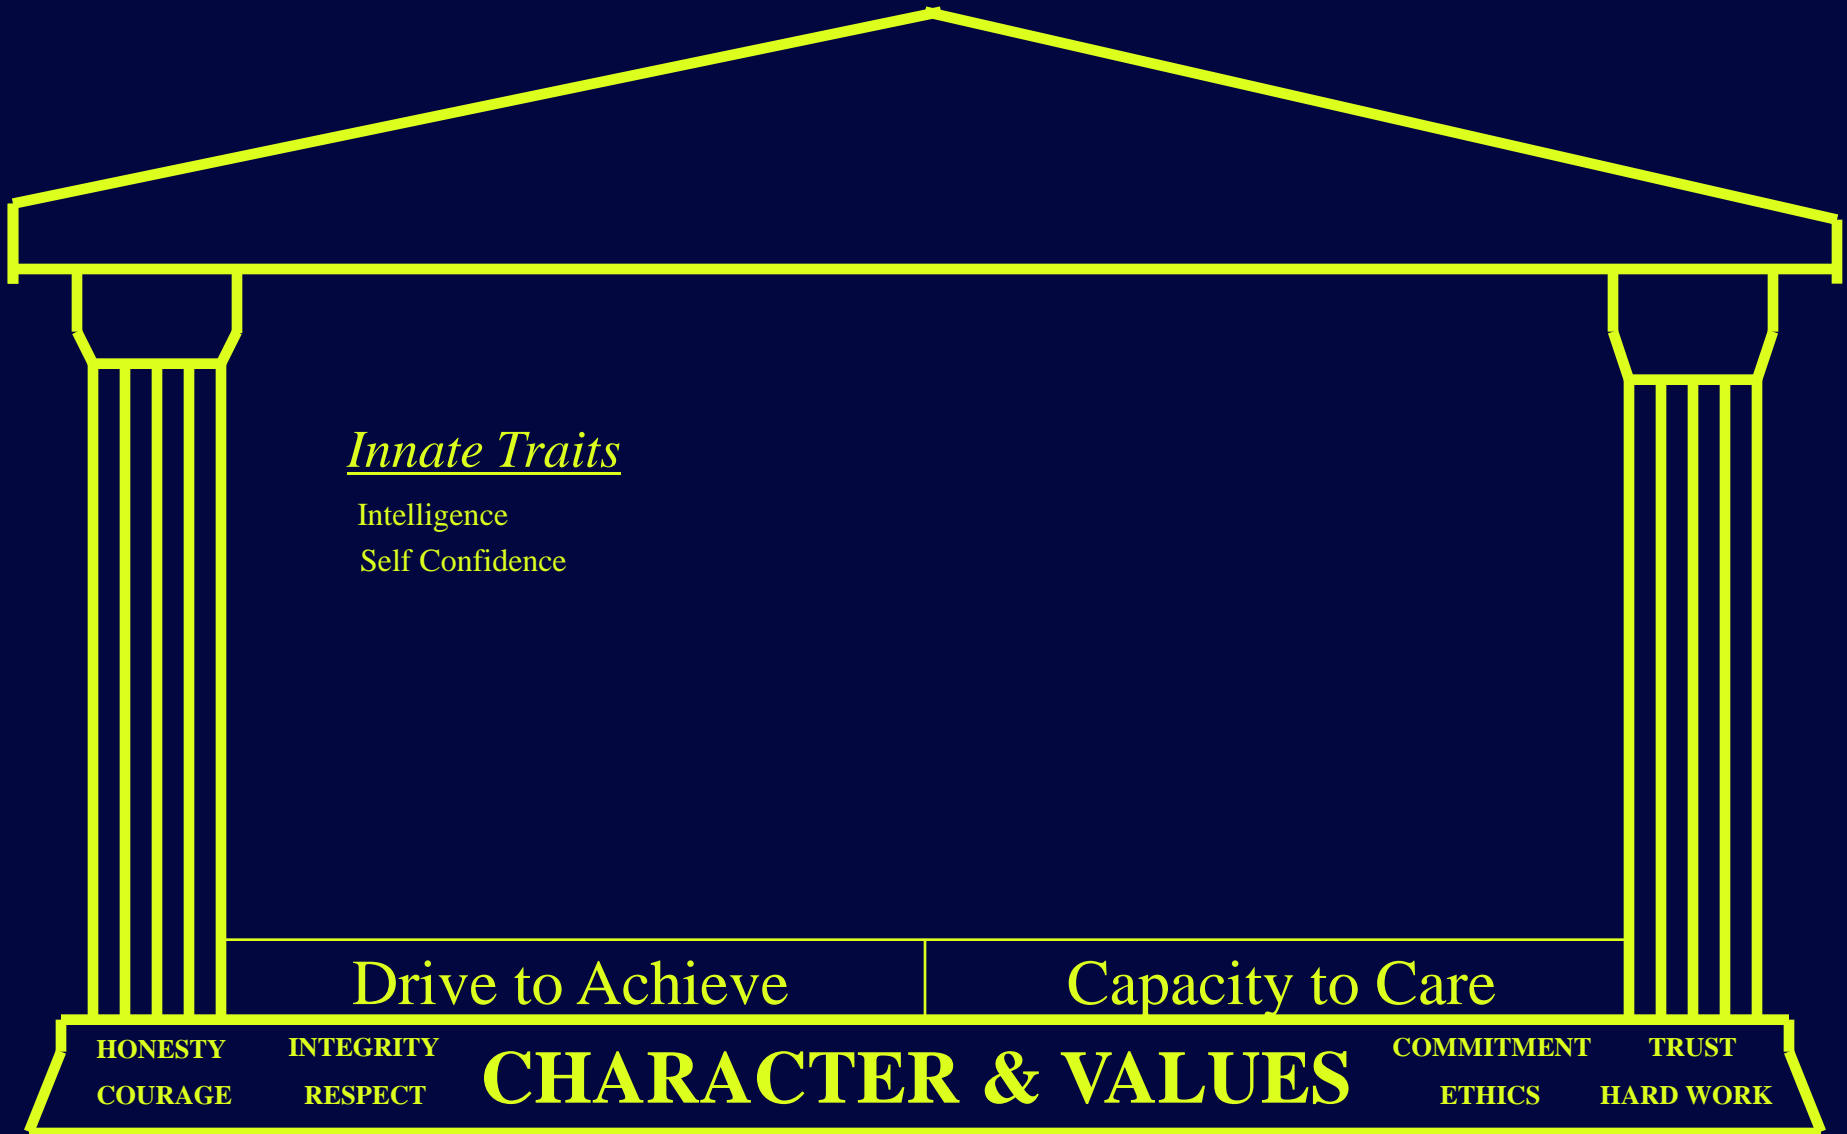 Innate Traits
Intelligence
Self Confidence
Drive to Achieve Capacity to Care
HONESTY INTEGRITY CHARACTER & VALUES COMMITMENT TRUST
COURAGE RESPECT ETHICS HARD WORK